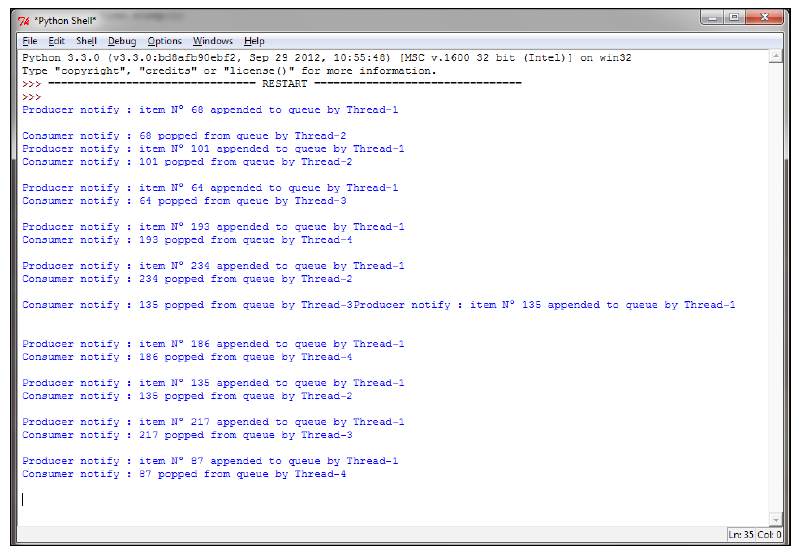 *Python Shell*
File Edit Shell Debug Options Windows Help
Python 3.3.0 (v3.3.0:bd8afb90ebf2, Sep 29 2012, 10:55:48) [MSC v.1600 32 bit (Intel)] on win32
Type "copyright", "credits" or "license()" for more information.
>>> ================================ RESTART ================================
>>>
Producer notify : item N° 68 appended to queue by Thread-1
Consumer notify : 68 popped from queue by Thread-2
Producer notify : item N° 101 appended to queue by Thread-1
Consumer notify : 101 popped from queue by Thread-2
Producer notify : item N° 64 appended to queue by Thread-1
Consumer notify : 64 popped from queue by Thread-3
Producer notify : item N° 193 appended to queue by Thread-1
Consumer notify : 193 popped from queue by Thread-4
Producer notify : item N° 234 appended to queue by Thread-1
Consumer notify : 234 popped from queue by Thread-2
Consumer notify : 135 popped from queue by Thread-3Producer notify : item N° 135 appended to queue by Thread-1
Producer notify : item N° 186 appended to queue by Thread-1
Consumer notify : 186 popped from queue by Thread-4
Producer notify : item N° 135 appended to queue by Thread-1
Consumer notify : 135 popped from queue by Thread-2
Producer notify : item N° 217 appended to queue by Thread-1
Consumer notify : 217 popped from queue by Thread-3
Producer notify : item N° 87 appended to queue by Thread-1
Consumer notify : 87 popped from queue by Thread-4
Ln: 35 Col: 0